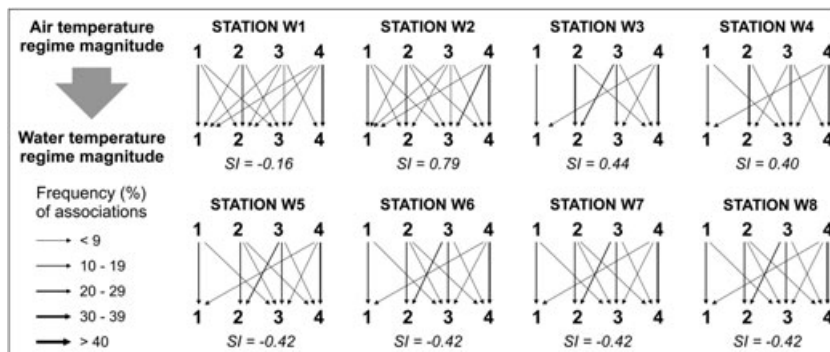 Air temperature
regime magnitude
Water temperature
regime magnitude
Frequency (%)
of associations
< 9
10 - 19
20 - 29
30 - 39
> 40
STATION W1
1 2 3 4
1 2 3 4
SI = -0.16
STATION W2
1 2 3 4
1 2 3 4
SI = 0.79
STATION W3
1 2 3 4
1 2 3 4
SI = 0.44
STATION W4
1 2 3 4
1 2 3 4
SI = 0.40
STATION W5
1 2 3 4
1 2 3 4
SI = -0.42
STATION W6
1 2 3 4
1 2 3 4
SI = -0.42
STATION W7
1 2 3 4
1 2 3 4
SI = -0.42
STATION W8
1 2 3 4
1 2 3 4
SI = -0.42